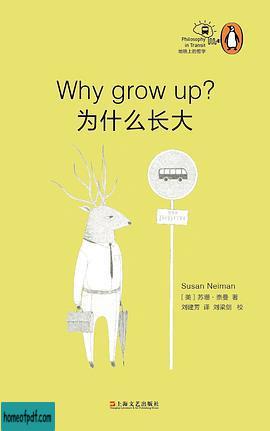 Philosophy
in Transit
地铁上的哲学
Why grow up?
为什么长大
Susan Neiman
[美] 苏珊·奈曼 著
刘建芳 译 刘梁剑 校
上海文艺出版社
homeofpdf.com